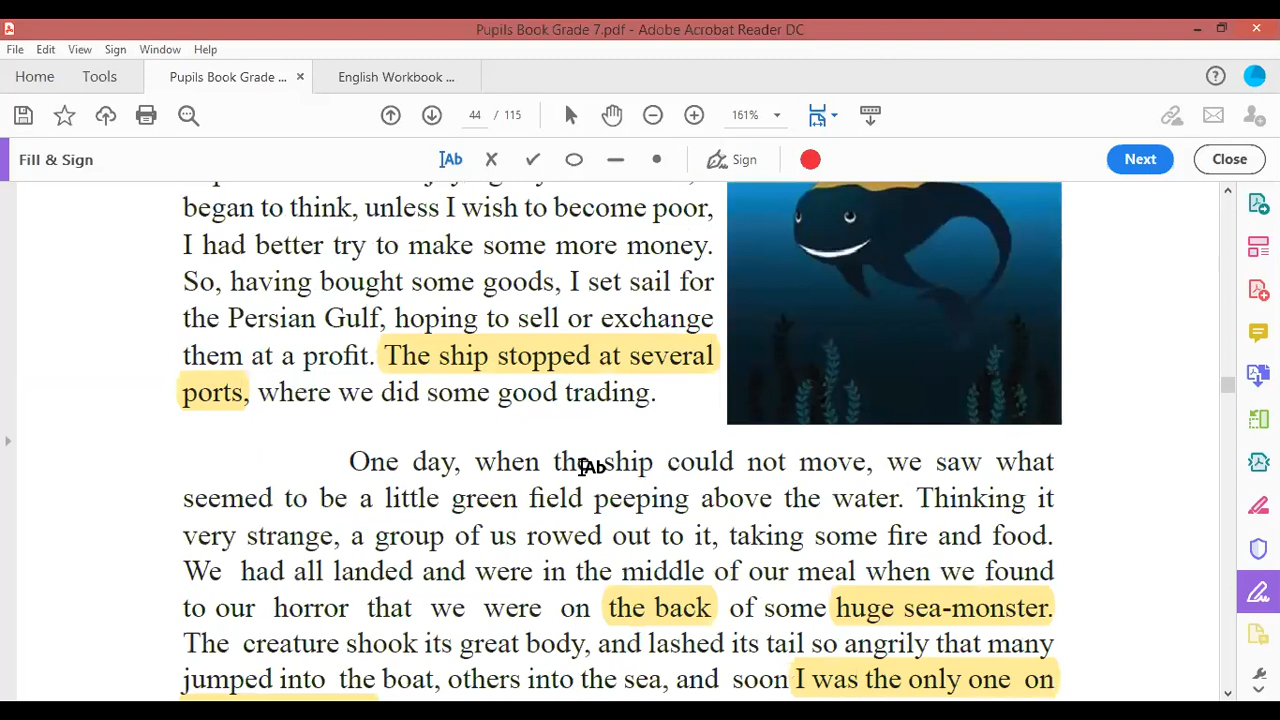 Pupils Book Grade 7.pdf - Adobe Acrobat Reader DC
File Edit View Sign Window Help
Home Tools Pupils Book Grade ... × English Workbook ...
44 / 115 161%
Fill & Sign Ab Sign Next Close
began to think, unless I wish to become poor,
I had better try to make some more money.
So, having bought some goods, I set sail for
the Persian Gulf, hoping to sell or exchange
them at a profit. The ship stopped at several
ports, where we did some good trading.
One day, when the ship could not move, we saw what
seemed to be a little green field peeping above the water. Thinking it
very strange, a group of us rowed out to it, taking some fire and food.
We had all landed and were in the middle of our meal when we found
to our horror that we were on the back of some huge sea-monster.
The creature shook its great body, and lashed its tail so angrily that many
jumped into the boat, others into the sea, and soon I was the only one on